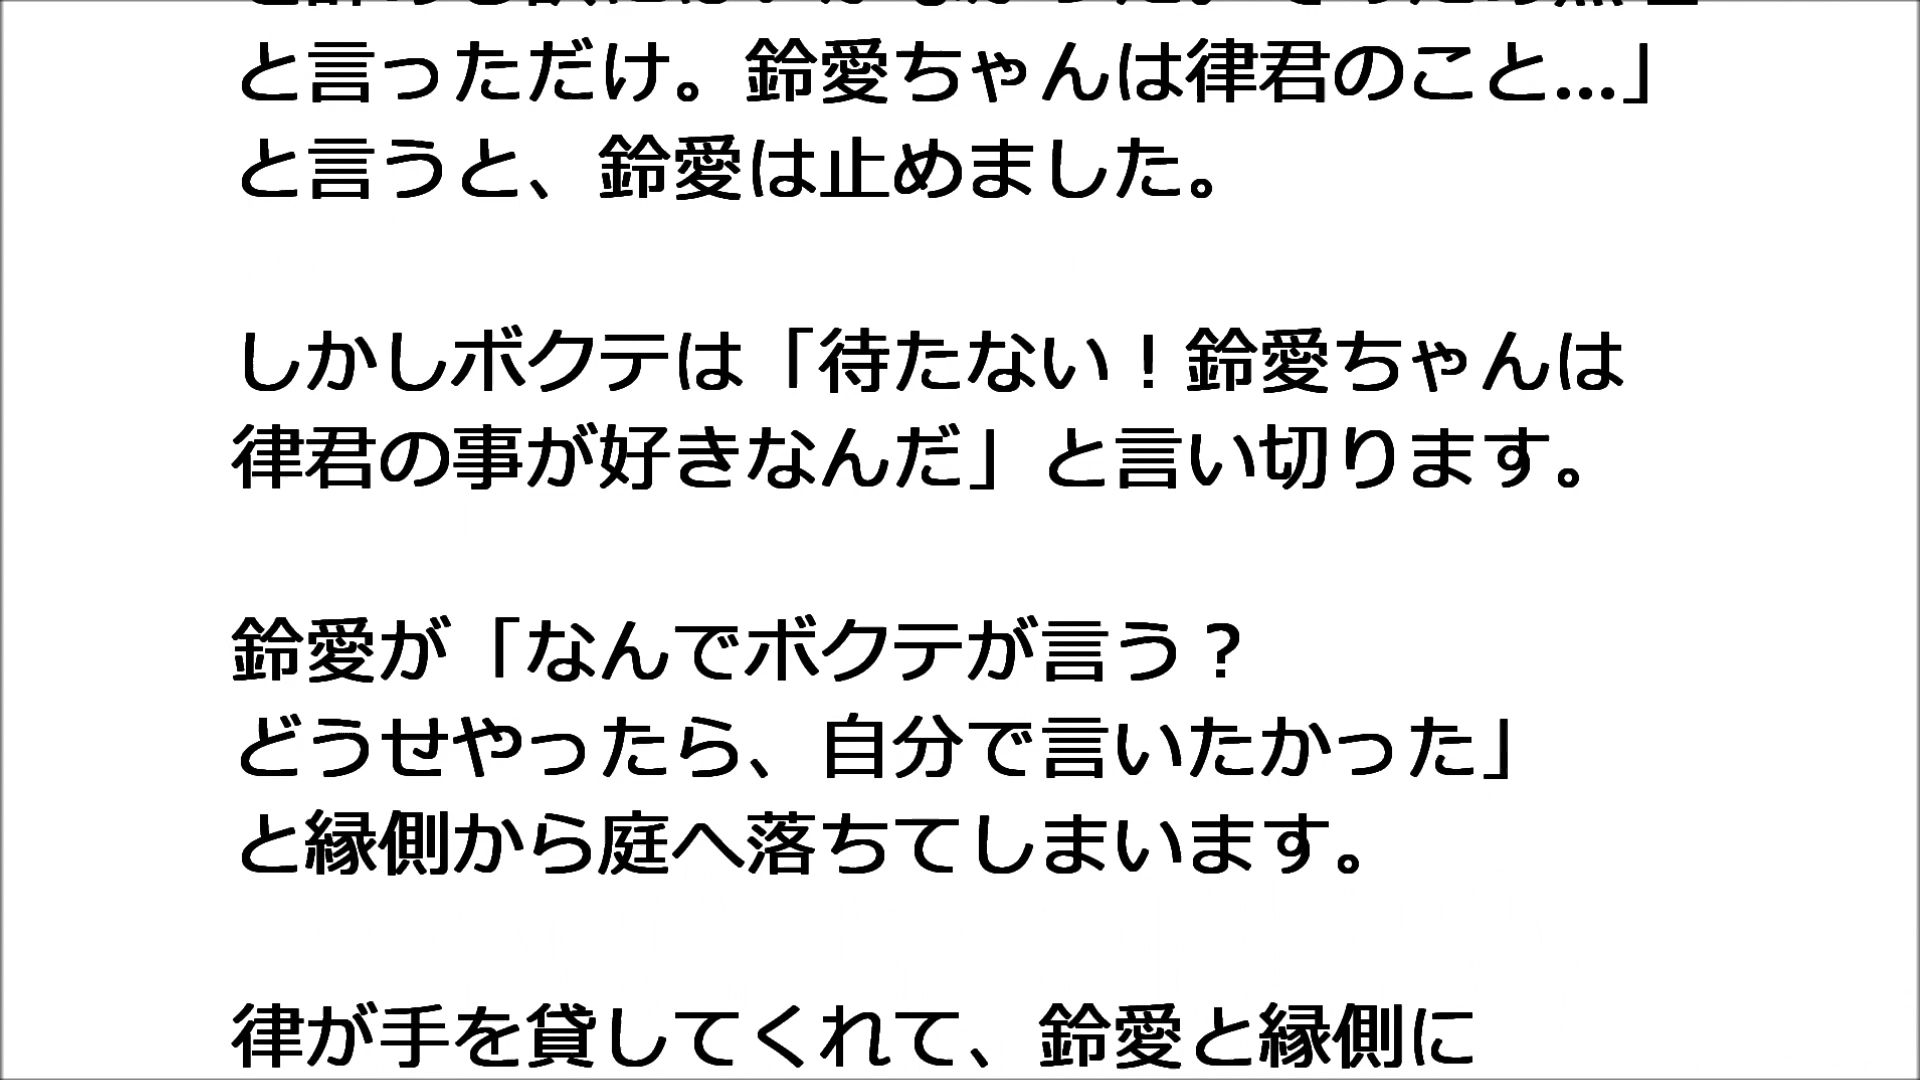 と言っただけ。鈴愛ちゃんは律君のこと…」
と言うと、鈴愛は止めました。
しかしボクテは「待たない！鈴愛ちゃんは
律君の事が好きなんだ」と言い切ります。
鈴愛が「なんでボクテが言う？
どうせやったら、自分で言いたかった」
と縁側から庭へ落ちてしまいます。
律が手を貸してくれて、鈴愛と縁側に